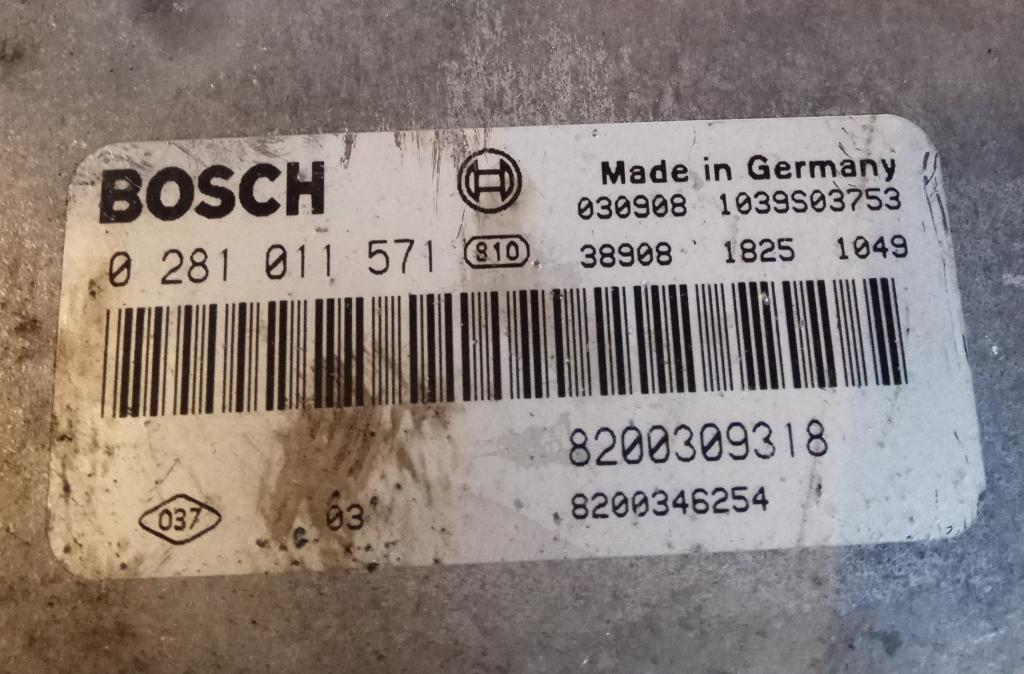 BOSCH
Made in Germany
030908 1039S03753
0 281 011 571 810 38908 1825 1049
8200309318
8200346254
037 03